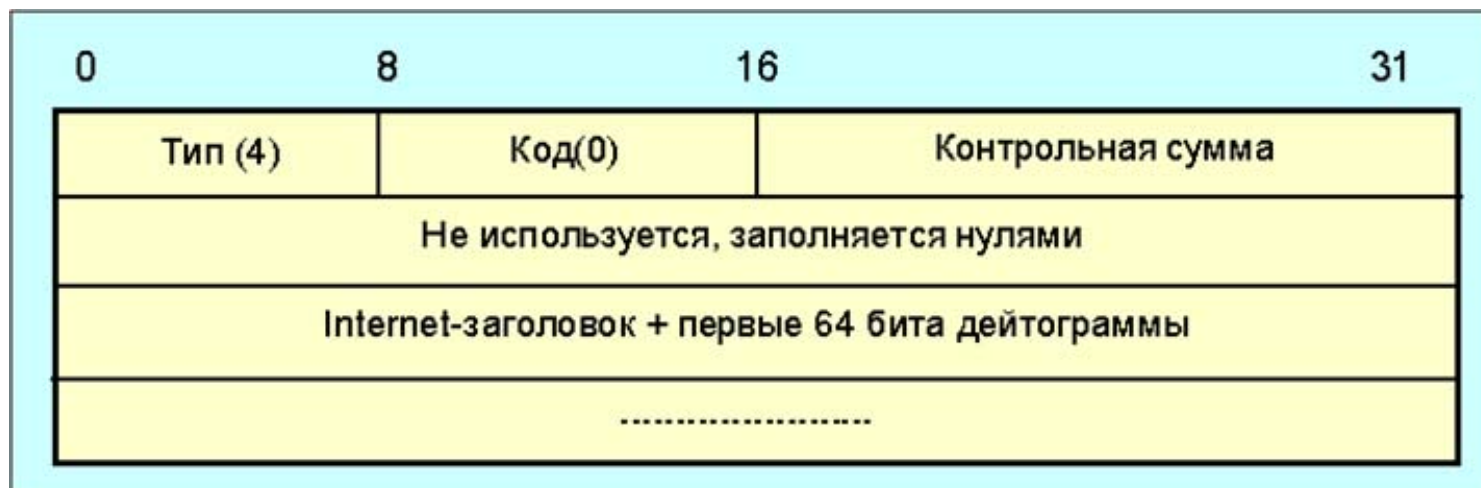 0 8 16 31
Тип (4) Код(0) Контрольная сумма
Не используется, заполняется нулями
Internet-заголовок + первые 64 бита дейтограммы
.......................